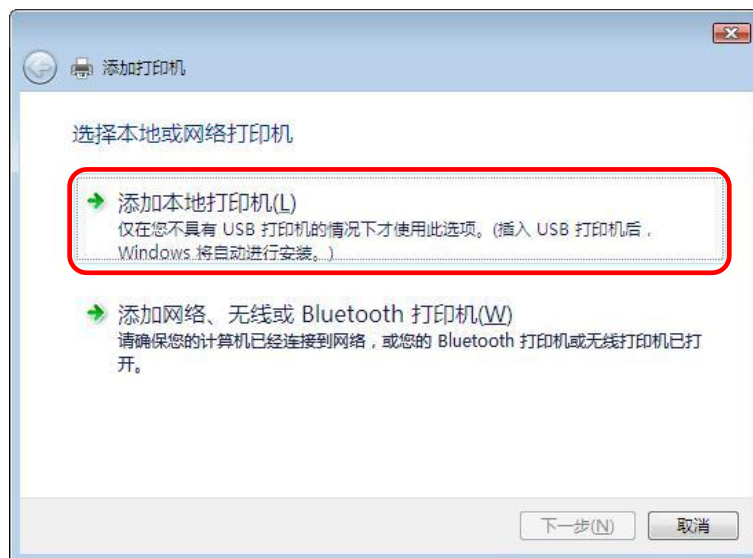 添加打印机
选择本地或网络打印机
添加本地打印机(L)
仅在您不具有 USB 打印机的情况下才使用此选项。(插入 USB 打印机后，
Windows 将自动进行安装。)
添加网络、无线或 Bluetooth 打印机(W)
请确保您的计算机已经连接到网络，或您的 Bluetooth 打印机或无线打印机已打
开。
下一步(N)
取消